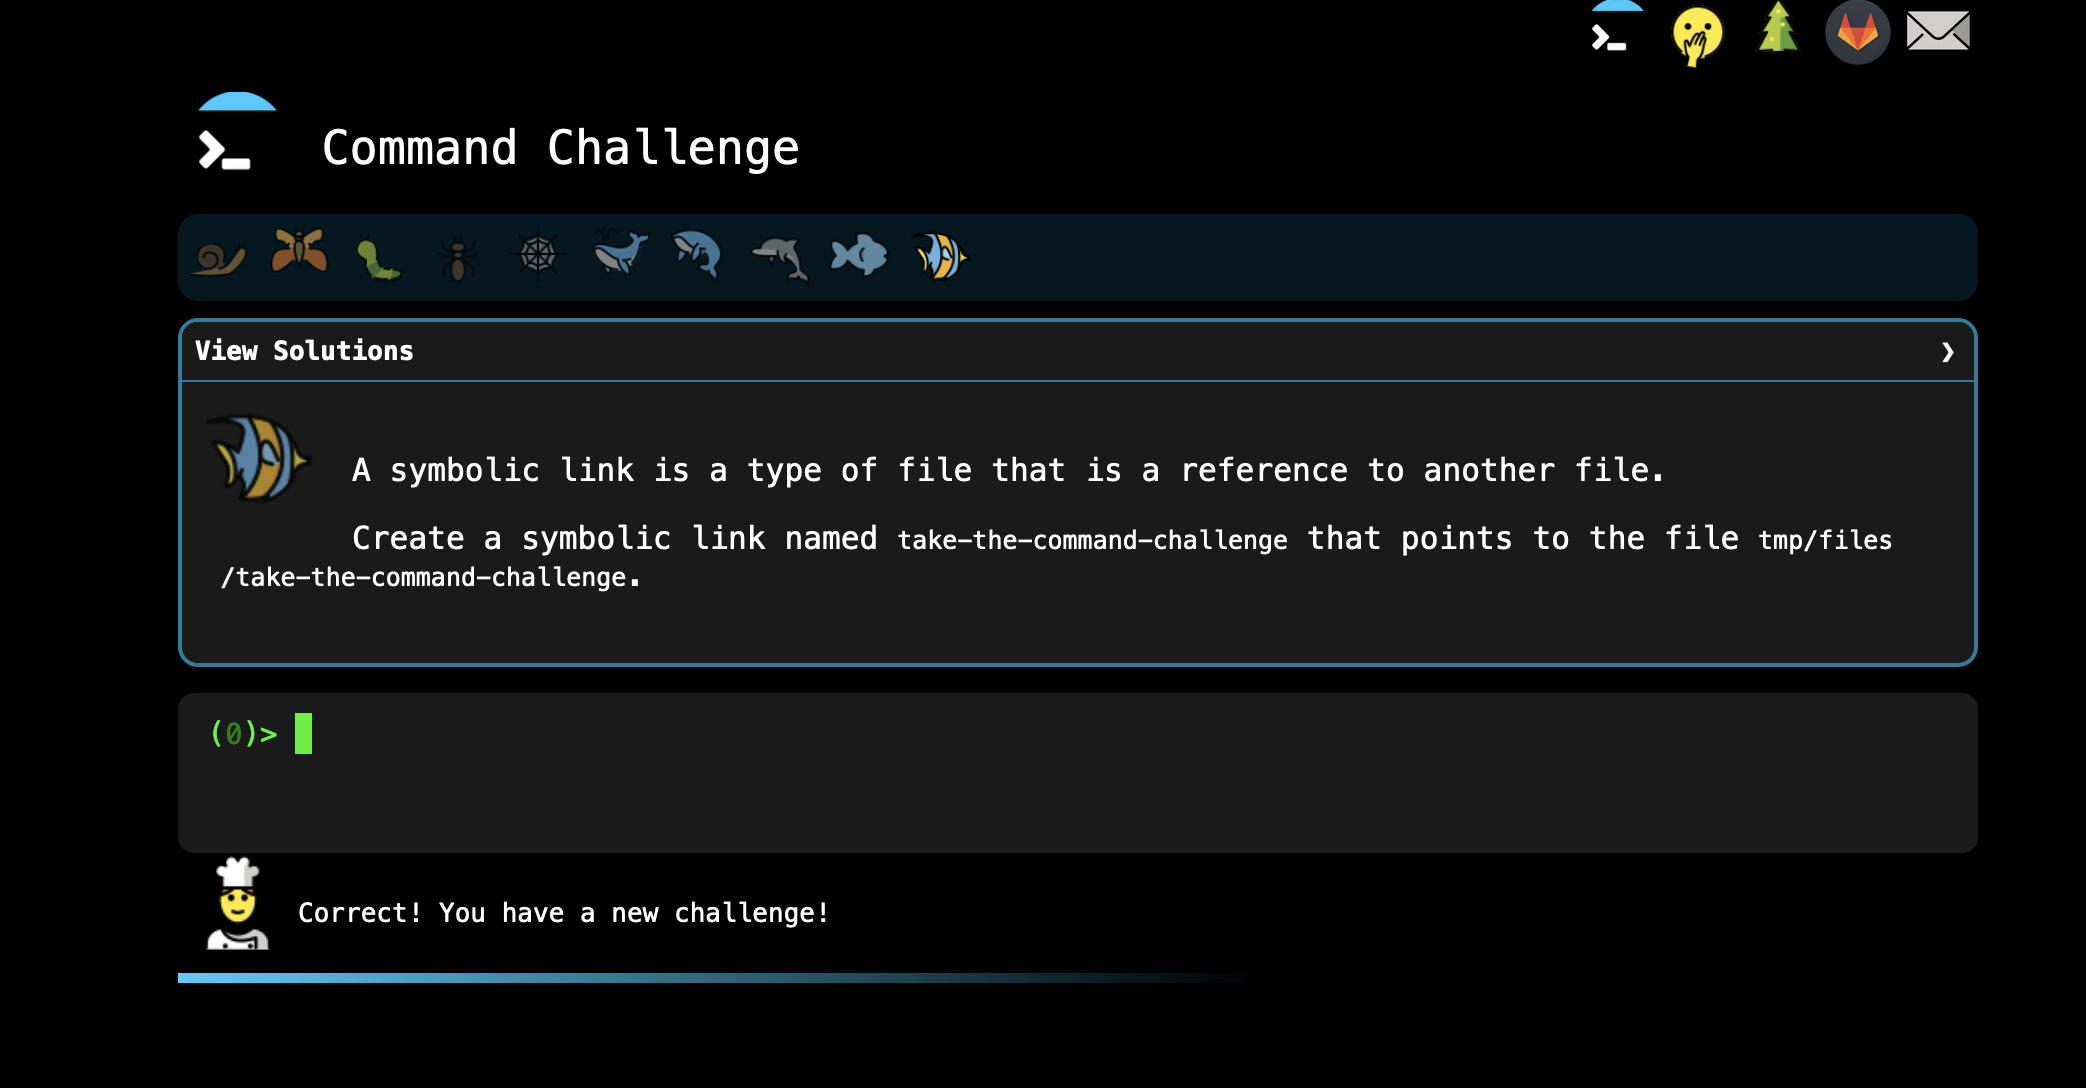 Command Challenge
View Solutions
A symbolic link is a type of file that is a reference to another file.
Create a symbolic link named take-the-command-challenge that points to the file tmp/files
/take-the-command-challenge.
(0)>
Correct! You have a new challenge!